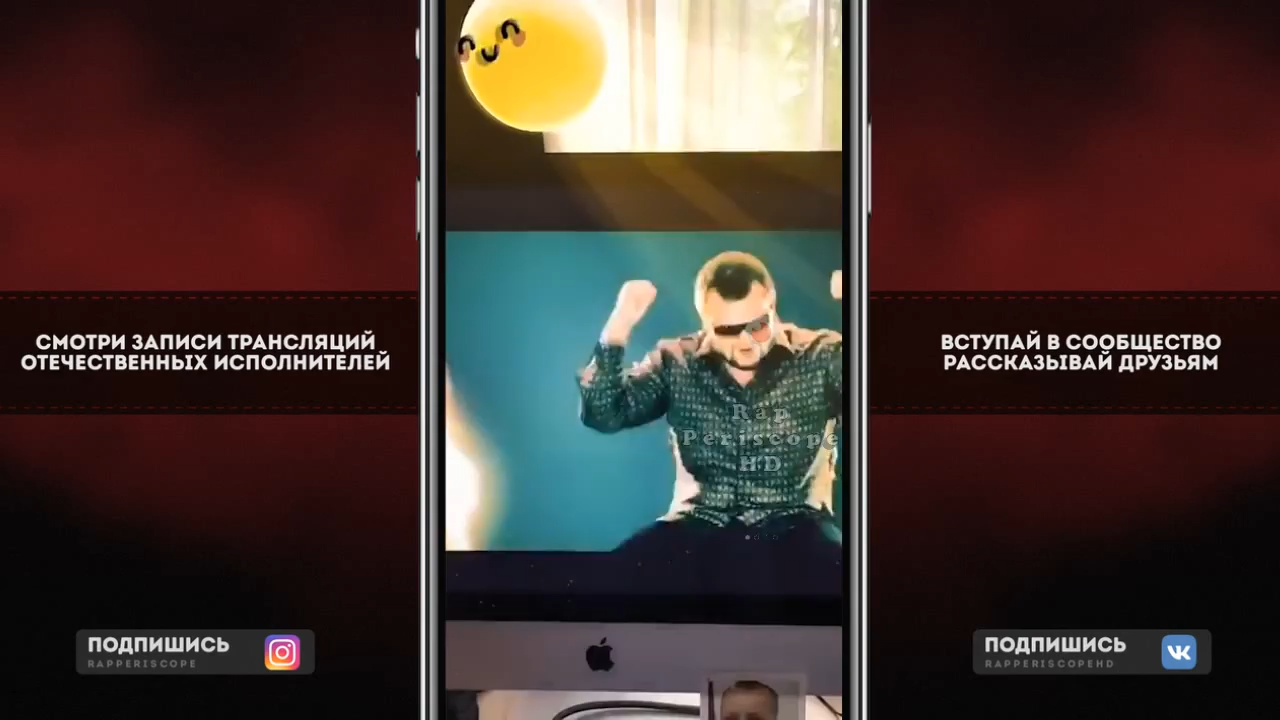 СМОТРИ ЗАПИСИ ТРАНСЛЯЦИЙ
ОТЕЧЕСТВЕННЫХ ИСПОЛНИТЕЛЕЙ
ВСТУПАЙ В СООБЩЕСТВО
РАССКАЗЫВАЙ ДРУЗЬЯМ
Rap
Periscope
HD
ПОДПИШИСЬ
RAPPERISCOPE
ПОДПИШИСЬ
RAPPERISCOPEHD